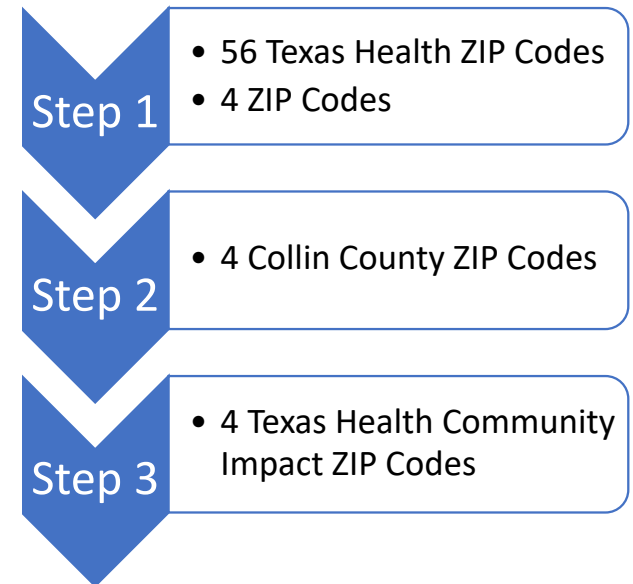 Step 1
• 56 Texas Health ZIP Codes
• 4 ZIP Codes
Step 2
• 4 Collin County ZIP Codes
Step 3
• 4 Texas Health Community
Impact ZIP Codes